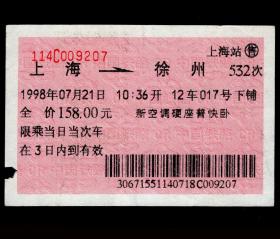 114C009207 上海站 售
上海 → 徐州 532次
1998年07月21日 10:36开 12车017号下铺
全价158.00元 新空调硬座普快卧
限乘当日当次车
在3日内到有效
30671551140718C009207